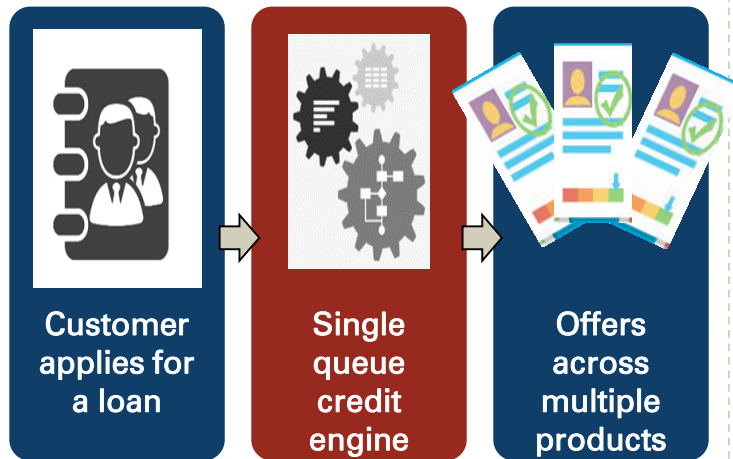 Customer
applies for
a loan
Single
queue
credit
engine
Offers
across
multiple
products